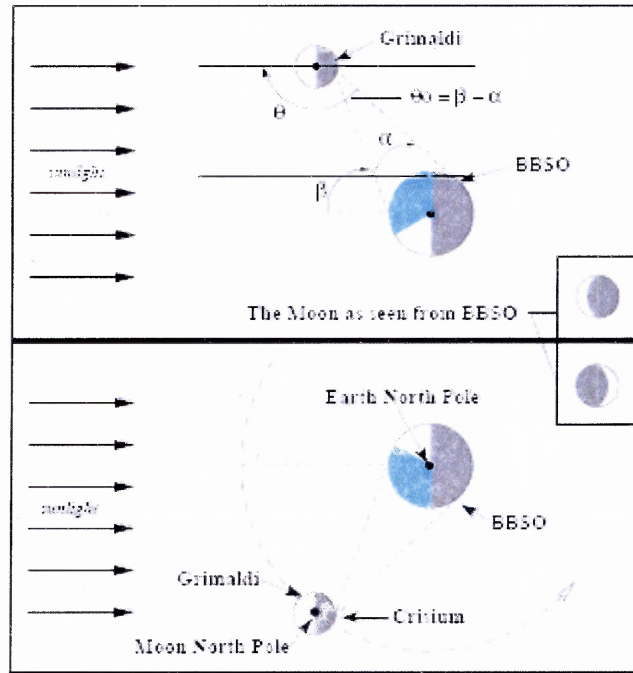 Grimaldi
θ
θo = β − α
α
BBSO
sunlight
β
The Moon as seen from BBSO
Earth North Pole
sunlight
BBSO
Grimaldi
Crisium
Moon North Pole